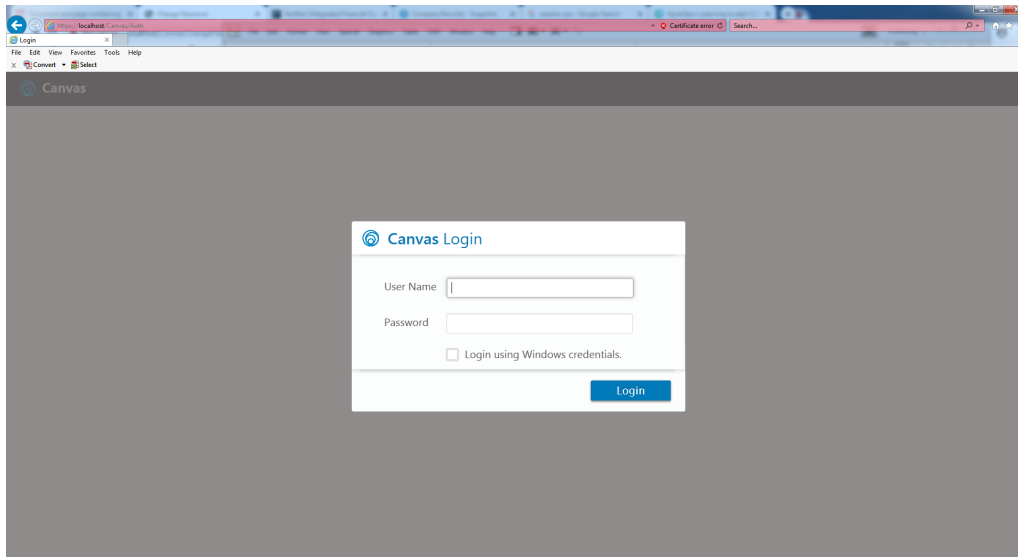 https://localhost/Canvas/Auth
Certificate error
Search...
Login
File Edit View Favorites Tools Help
x Convert Select
Canvas
Canvas Login
User Name
Password
Login using Windows credentials.
Login